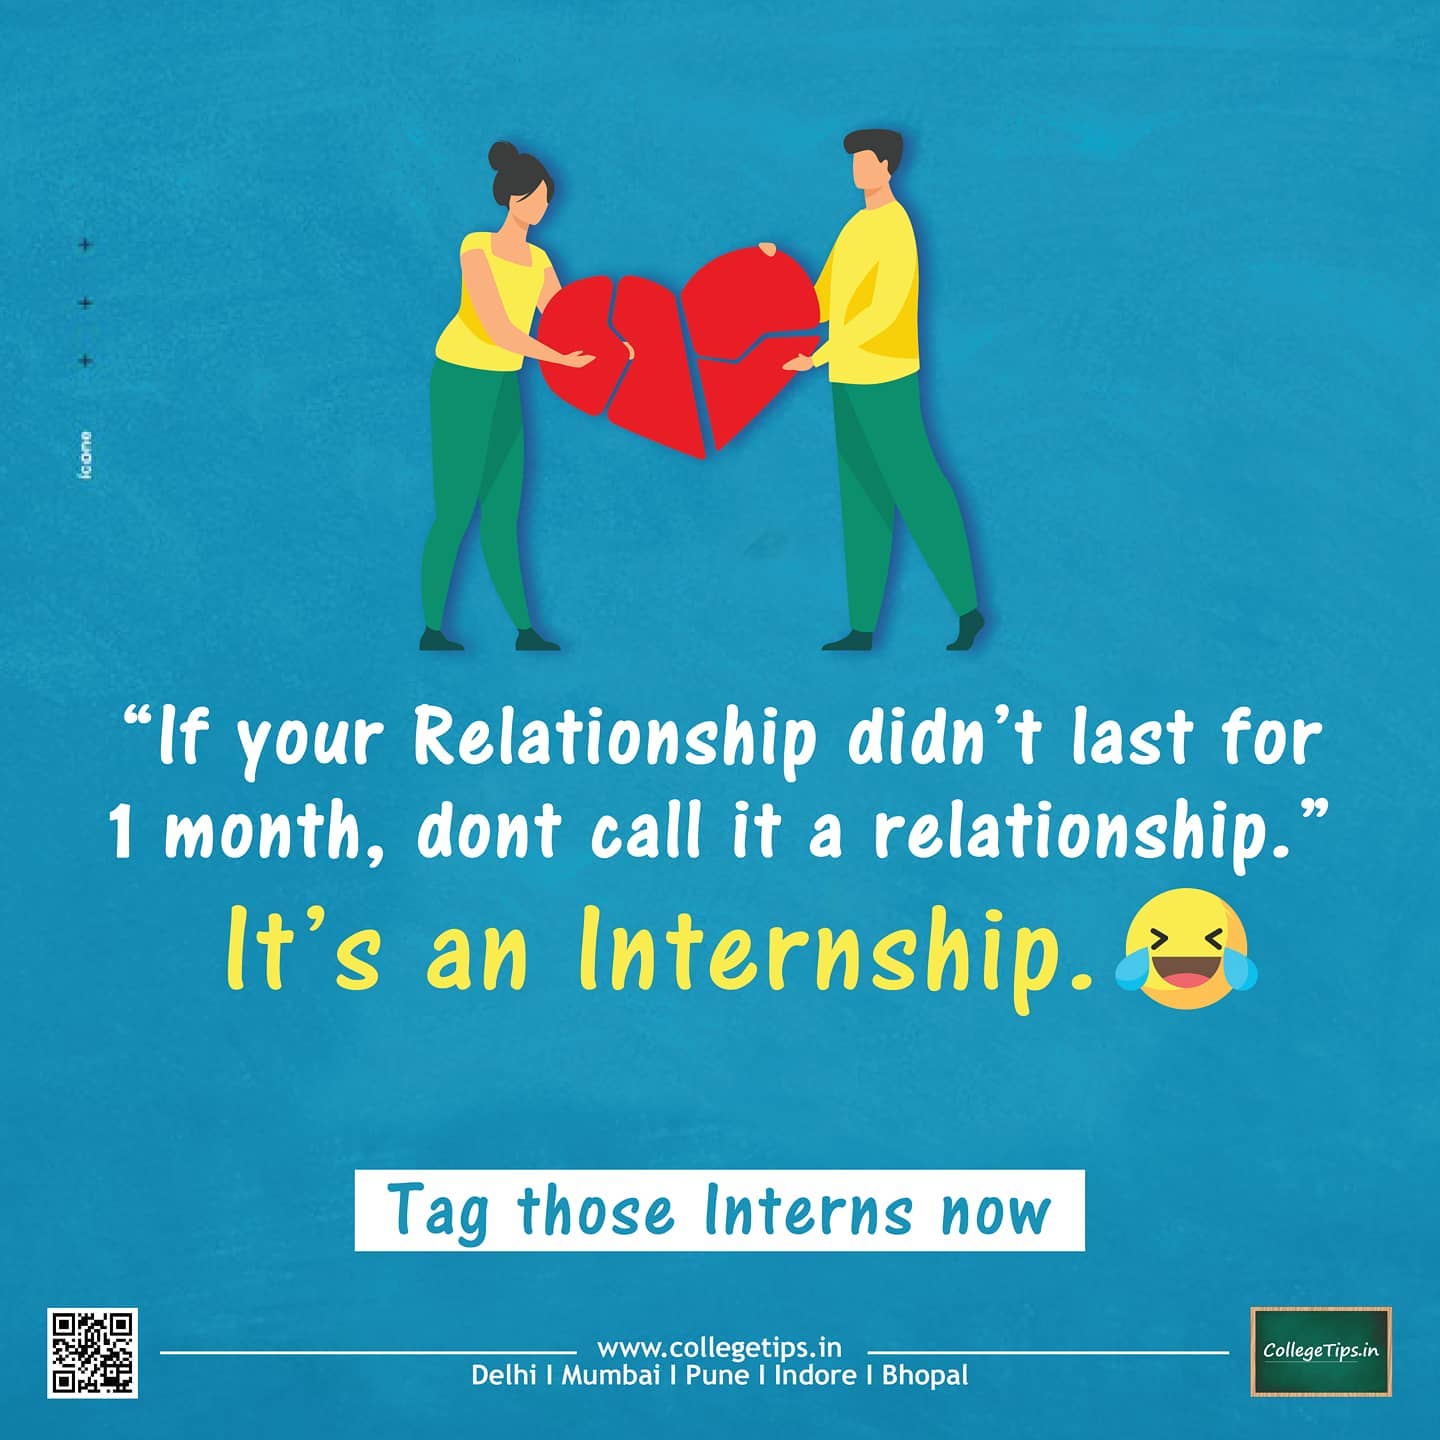 icone
“If your Relationship didn’t last for
1 month, dont call it a relationship.”
It’s an Internship.
Tag those Interns now
www.collegetips.in
Delhi I Mumbai I Pune I Indore I Bhopal
CollegeTips.in